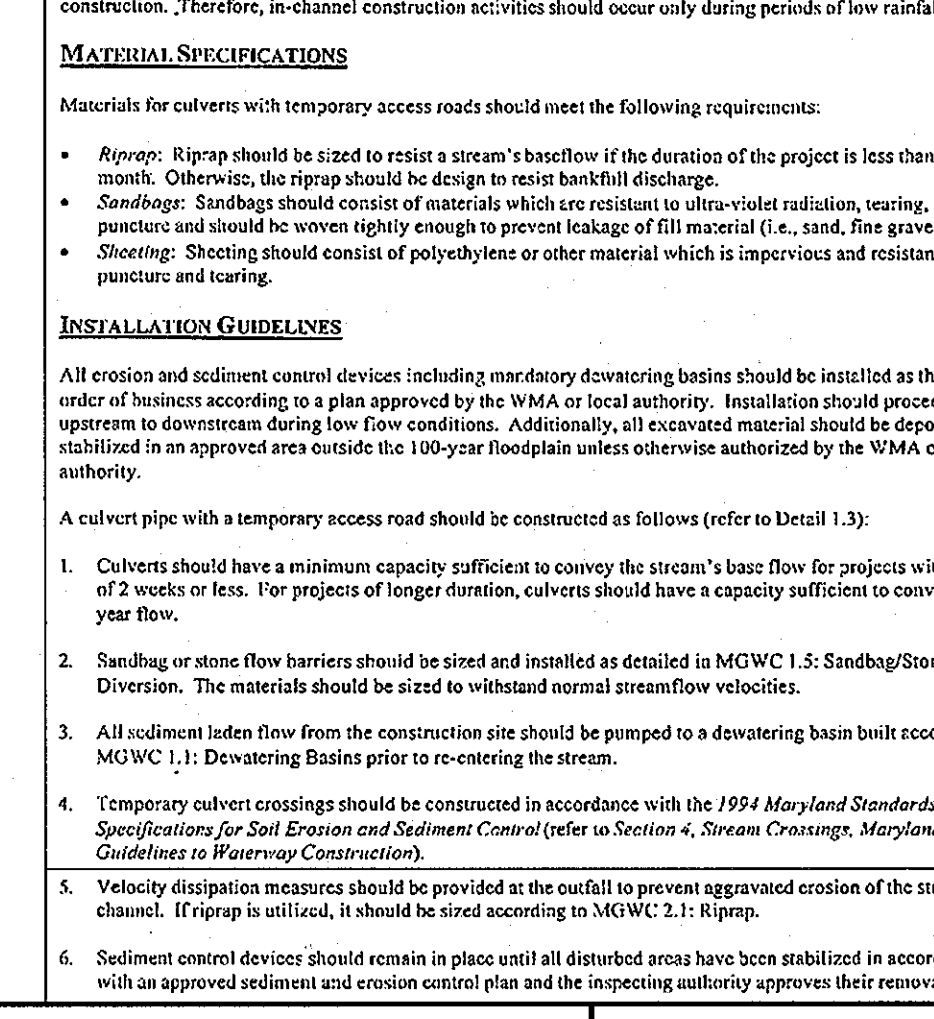 construction. Therefore, in-channel construction activities should occur only during periods of low rainfal
MATERIAL SPECIFICATIONS
Materials for culverts with temporary access roads should meet the following requirements:
• Riprap: Riprap should be sized to resist a stream's baseflow if the duration of the project is less than
month. Otherwise, the riprap should be design to resist bankfull discharge.
• Sandbags: Sandbags should consist of materials which are resistant to ultra-violet radiation, tearing,
puncture and should be woven tightly enough to prevent leakage of fill material (i.e., sand, fine grave
• Sheeting: Sheeting should consist of polyethylene or other material which is impervious and resistan
puncture and tearing.
INSTALLATION GUIDELINES
All erosion and sediment control devices including mandatory dewatering basins should be installed as th
order of business according to a plan approved by the WMA or local authority. Installation should procee
upstream to downstream during low flow conditions. Additionally, all excavated material should be depo
stabilized in an approved area outside the 100-year floodplain unless otherwise authorized by the WMA o
authority.
A culvert pipe with a temporary access road should be constructed as follows (refer to Detail 1.3):
1. Culverts should have a minimum capacity sufficient to convey the stream's base flow for projects wit
of 2 weeks or less. For projects of longer duration, culverts should have a capacity sufficient to conv
year flow.
2. Sandbag or stone flow barriers should be sized and installed as detailed in MGWC 1.5: Sandbag/Ston
Diversion. The materials should be sized to withstand normal streamflow velocities.
3. All sediment laden flow from the construction site should be pumped to a dewatering basin built acco
MGWC 1.1: Dewatering Basins prior to re-entering the stream.
4. Temporary culvert crossings should be constructed in accordance with the 1994 Maryland Standards
Specifications for Soil Erosion and Sediment Control (refer to Section 4, Stream Crossings, Marylan
Guidelines to Waterway Construction).
5. Velocity dissipation measures should be provided at the outfall to prevent aggravated erosion of the str
channel. If riprap is utilized, it should be sized according to MGWC 2.1: Riprap.
6. Sediment control devices should remain in place until all disturbed areas have been stabilized in accor
with an approved sediment and erosion control plan and the inspecting authority approves their remova